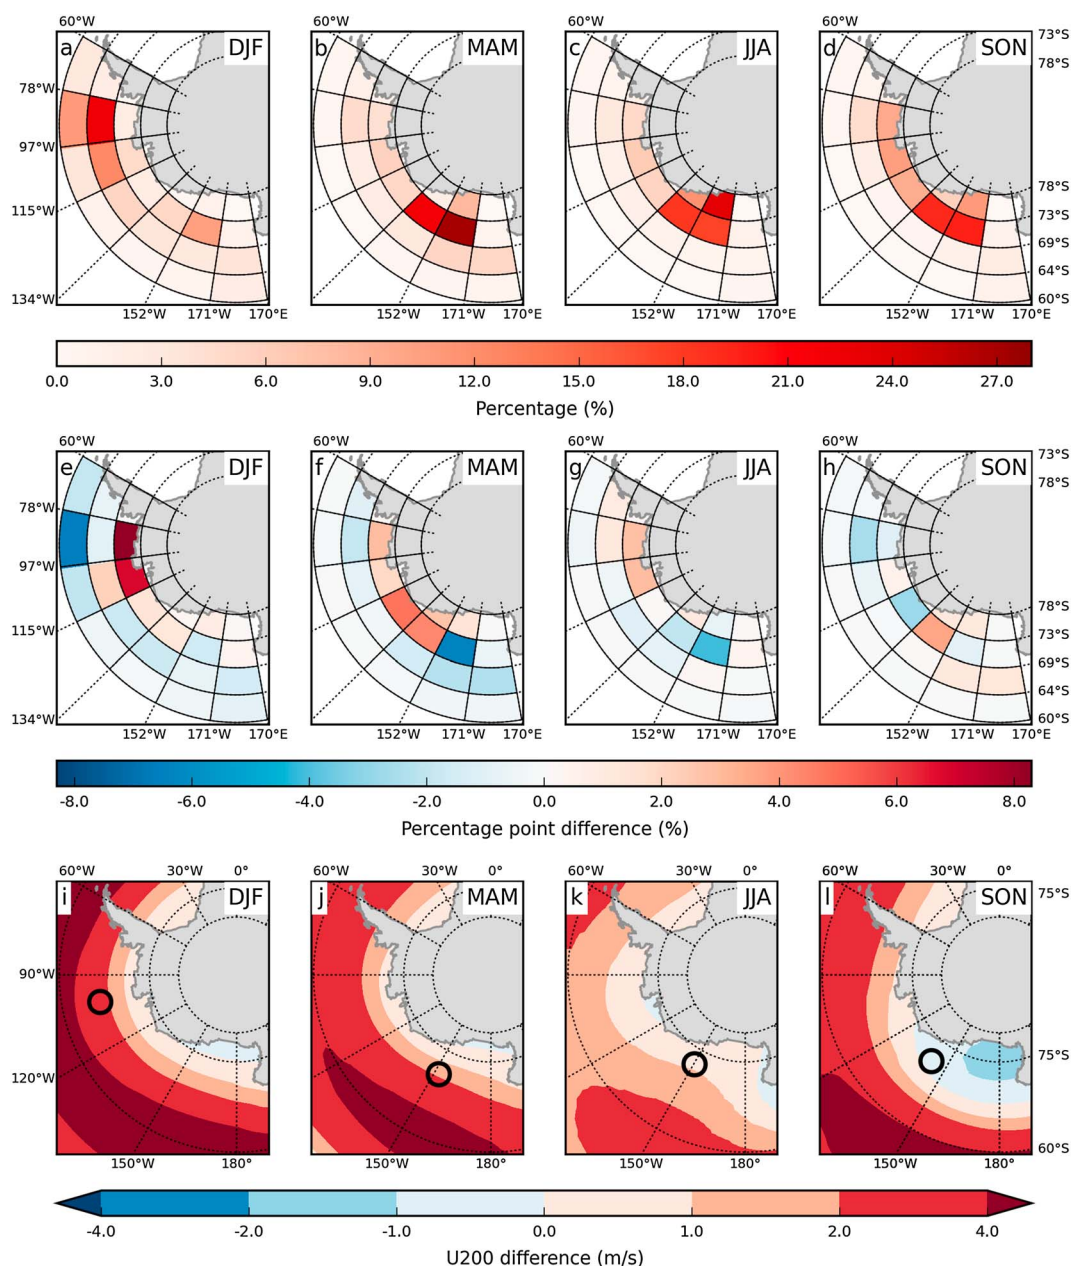 60°W 60°W 60°W 60°W
a DJF b MAM c JJA d SON 73°S
78°S
78°W
97°W
115°W 78°S
73°S
69°S
64°S
134°W 60°S
152°W 171°W 170°E 152°W 171°W 170°E 152°W 171°W 170°E 152°W 171°W 170°E
0.0 3.0 6.0 9.0 12.0 15.0 18.0 21.0 24.0 27.0
Percentage (%)
60°W 60°W 60°W 60°W
e DJF f MAM g JJA h SON 73°S
78°S
78°W
97°W
115°W 78°S
73°S
69°S
64°S
134°W 60°S
152°W 171°W 170°E 152°W 171°W 170°E 152°W 171°W 170°E 152°W 171°W 170°E
-8.0 -6.0 -4.0 -2.0 0.0 2.0 4.0 6.0 8.0
Percentage point difference (%)
60°W 30°W 0° 60°W 30°W 0° 60°W 30°W 0° 60°W 30°W 0°
i DJF j MAM k JJA l SON 75°S
90°W
120°W 75°S
60°S
150°W 180° 150°W 180° 150°W 180° 150°W 180°
-4.0 -2.0 -1.0 0.0 1.0 2.0 4.0
U200 difference (m/s)